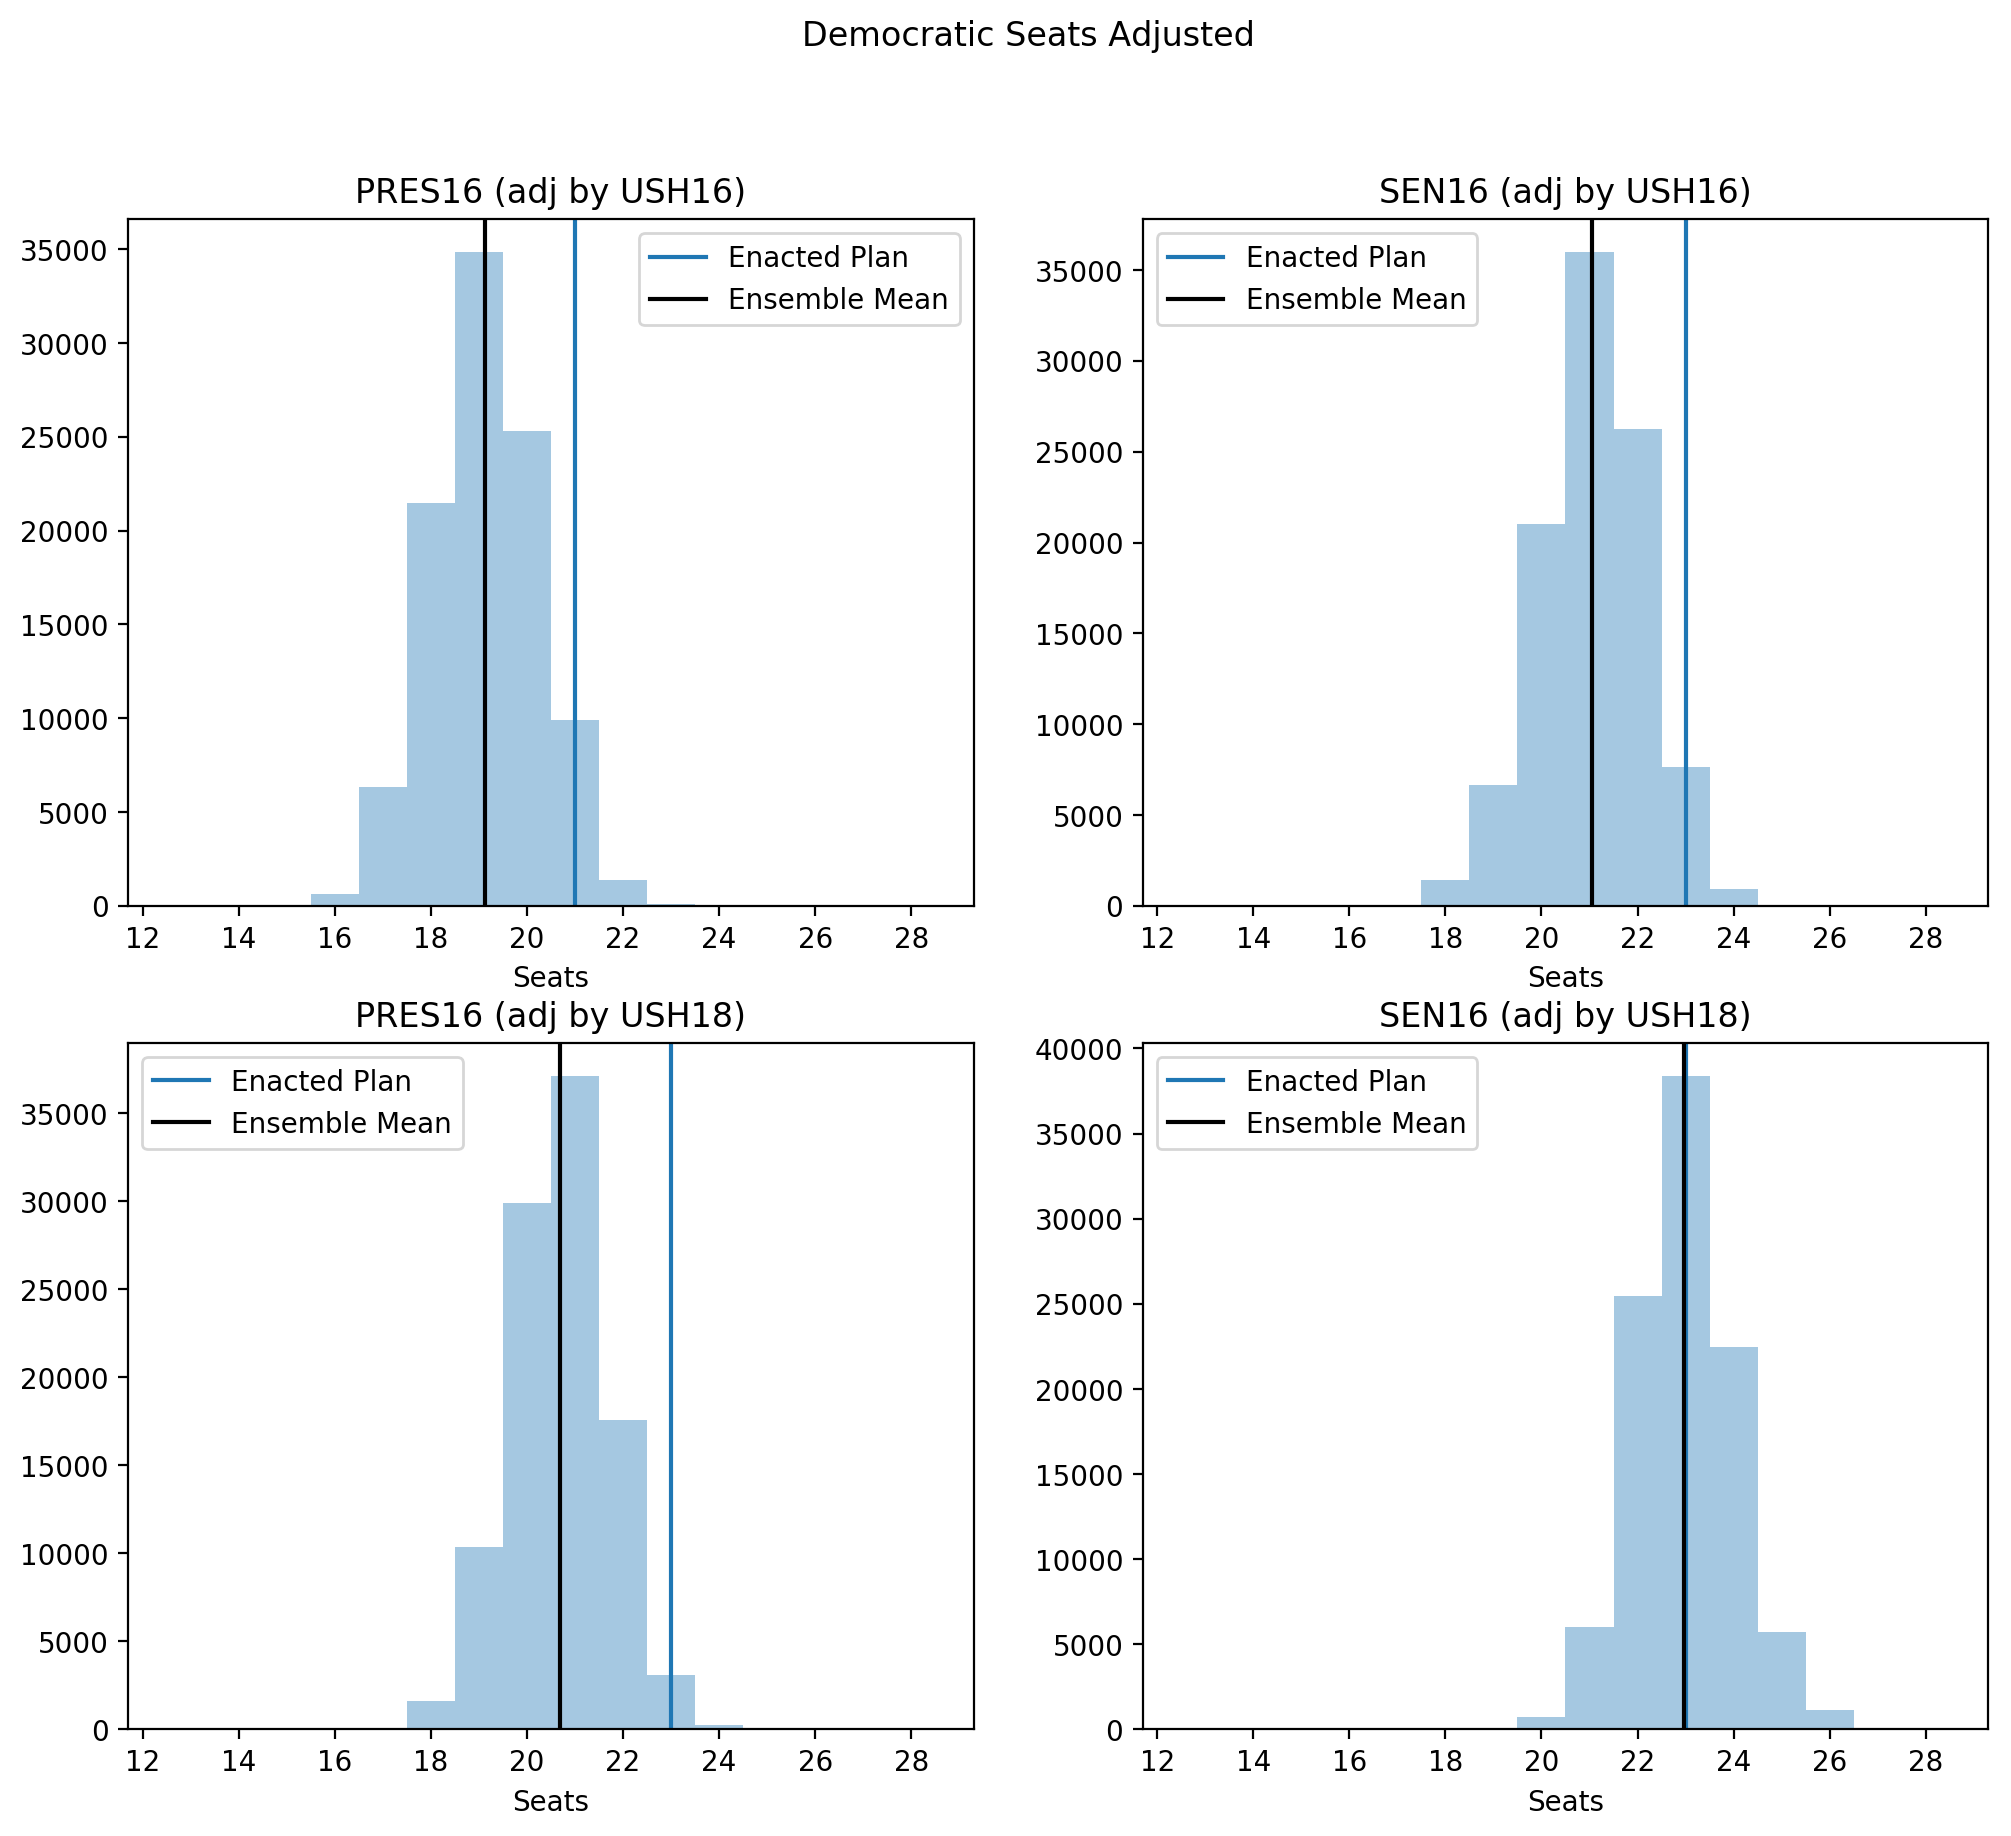 Democratic Seats Adjusted
PRES16 (adj by USH16)
35000
30000
25000
20000
15000
10000
5000
0
Enacted Plan
Ensemble Mean
12 14 16 18 20 22 24 26 28
Seats
SEN16 (adj by USH16)
35000
30000
25000
20000
15000
10000
5000
0
Enacted Plan
Ensemble Mean
12 14 16 18 20 22 24 26 28
Seats
PRES16 (adj by USH18)
35000
30000
25000
20000
15000
10000
5000
0
Enacted Plan
Ensemble Mean
12 14 16 18 20 22 24 26 28
Seats
SEN16 (adj by USH18)
40000
35000
30000
25000
20000
15000
10000
5000
0
Enacted Plan
Ensemble Mean
12 14 16 18 20 22 24 26 28
Seats